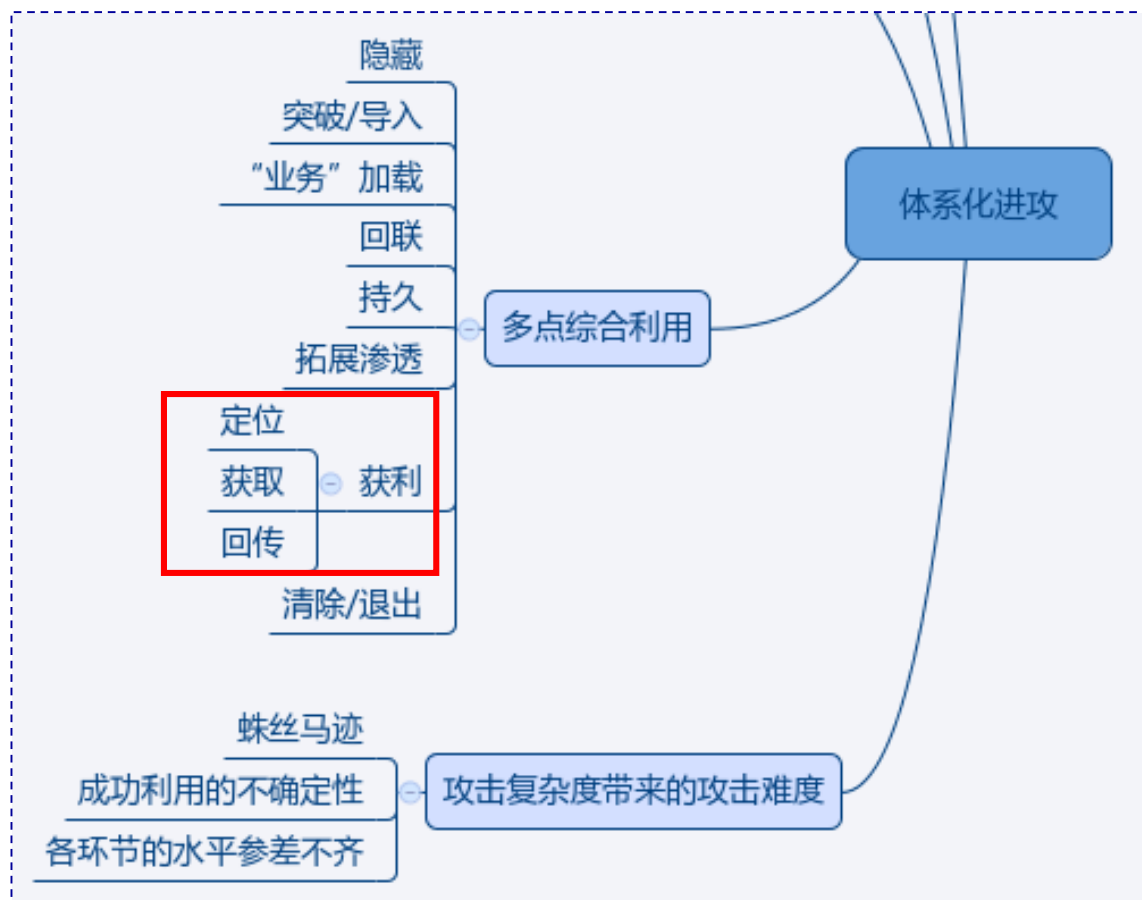 隐藏
突破/导入
“业务”加载
体系化进攻
回联
持久
多点综合利用
拓展渗透
定位
获取
获利
回传
清除/退出
蛛丝马迹
成功利用的不确定性
攻击复杂度带来的攻击难度
各环节的水平参差不齐